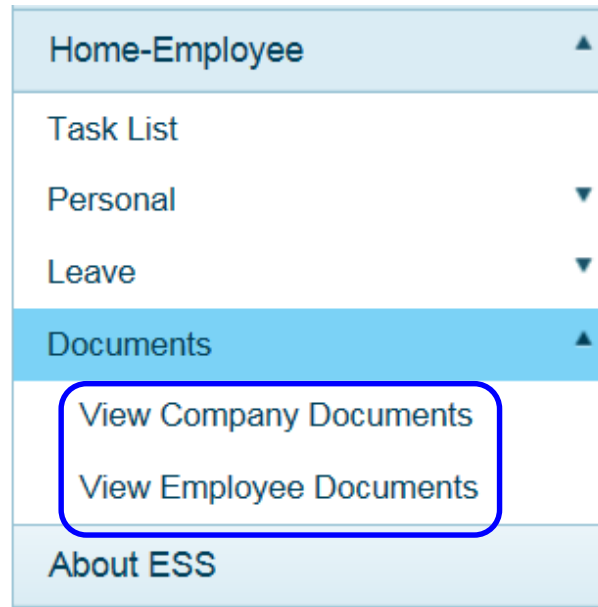 Home-Employee
Task List
Personal
Leave
Documents
View Company Documents
View Employee Documents
About ESS